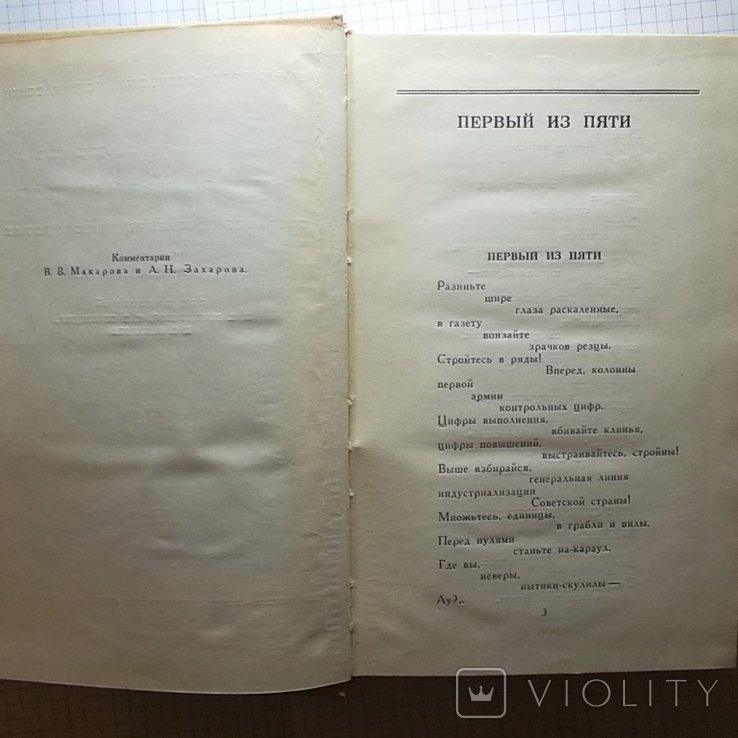 Комментарии
В. В. Макарова и А. Н. Захарова.
ПЕРВЫЙ ИЗ ПЯТИ
ПЕРВЫЙ ИЗ ПЯТИ
Разиньте
шире
глаза раскаленные,
в газету
вонзайте
зрачков резцы.
Стройтесь в ряды!
Вперед, колонны
первой
армии
контрольных цифр.
Цифры выполнения,
вбивайте клинья,
цифры повышений,
выстраивайтесь, стройны!
Выше взбирайся,
генеральная линия
индустриализации
Советской страны!
Множьтесь, единицы,
в грабли и вилы.
Перед нулями
станьте на-караул.
Где вы,
неверы,
нытики-скулилы —
Ау?..
3
VIOLITY